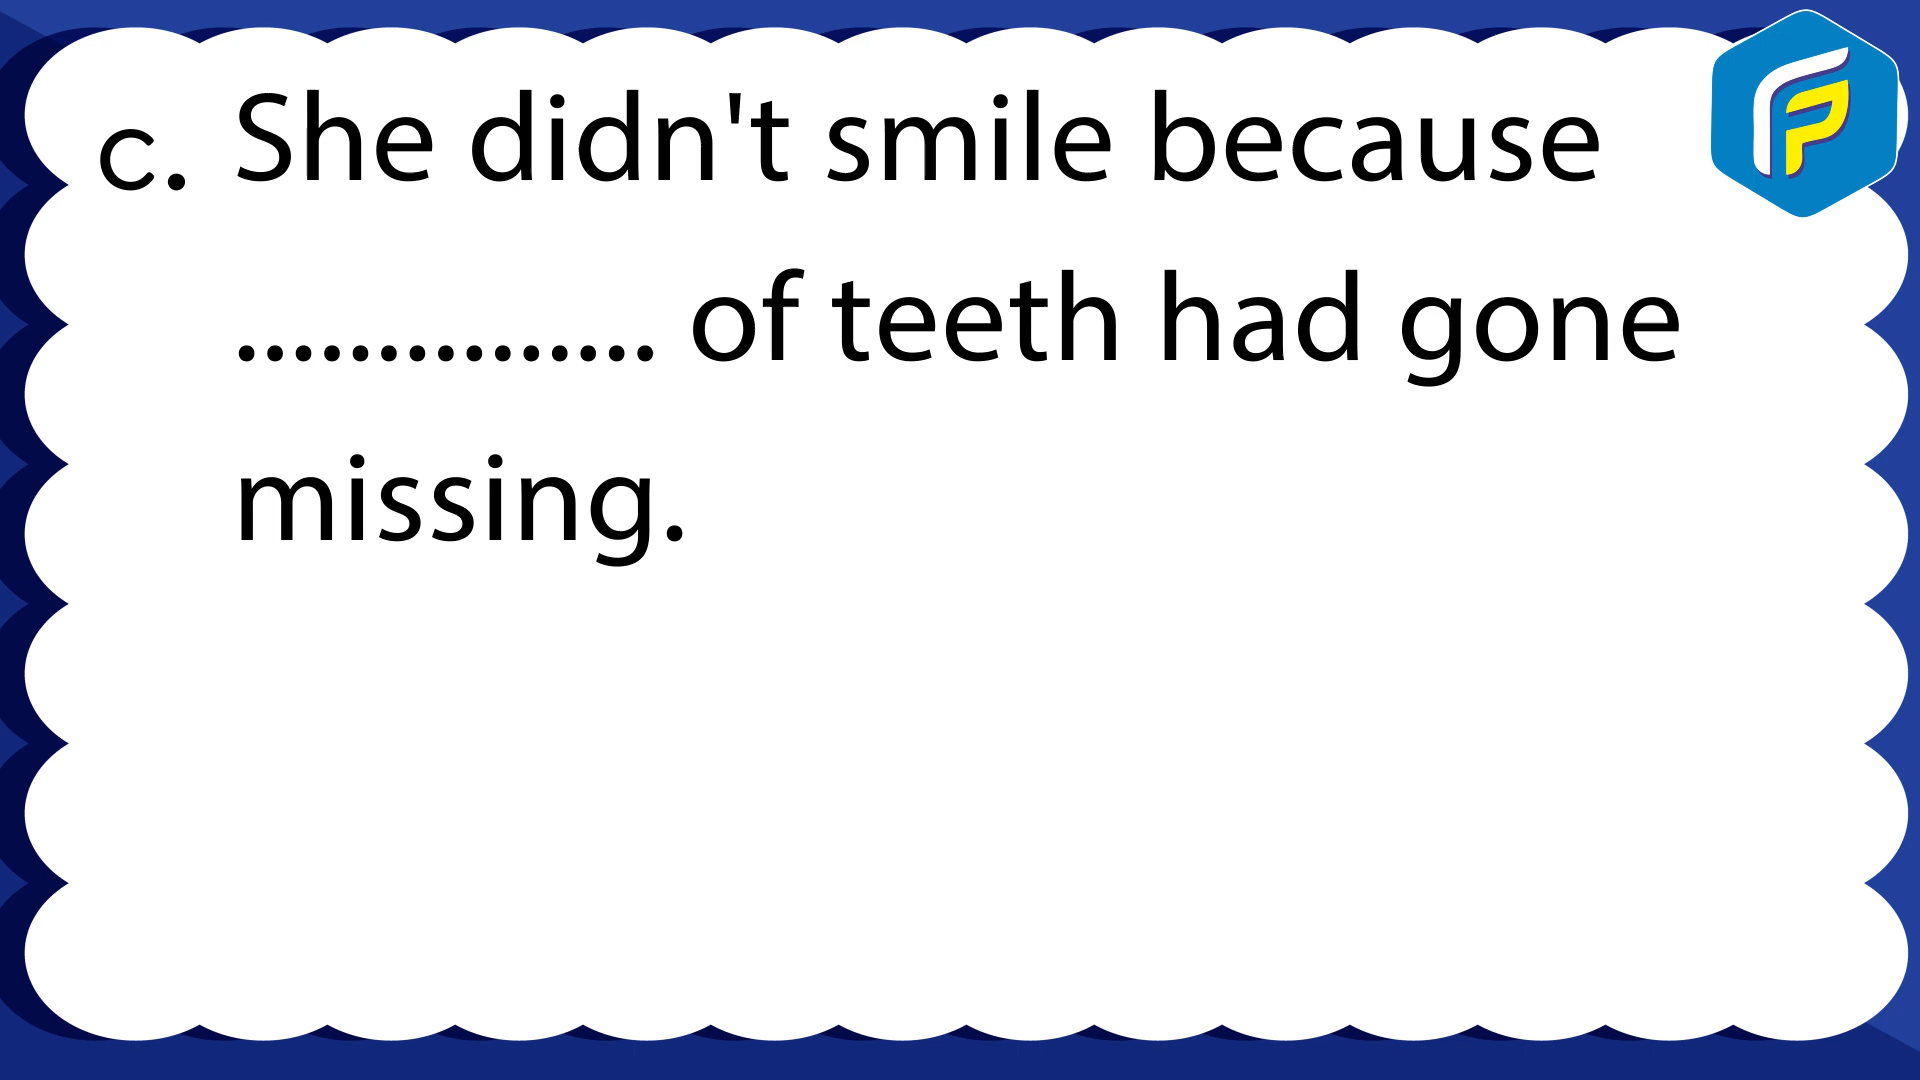 c. She didn't smile because
............... of teeth had gone
missing.